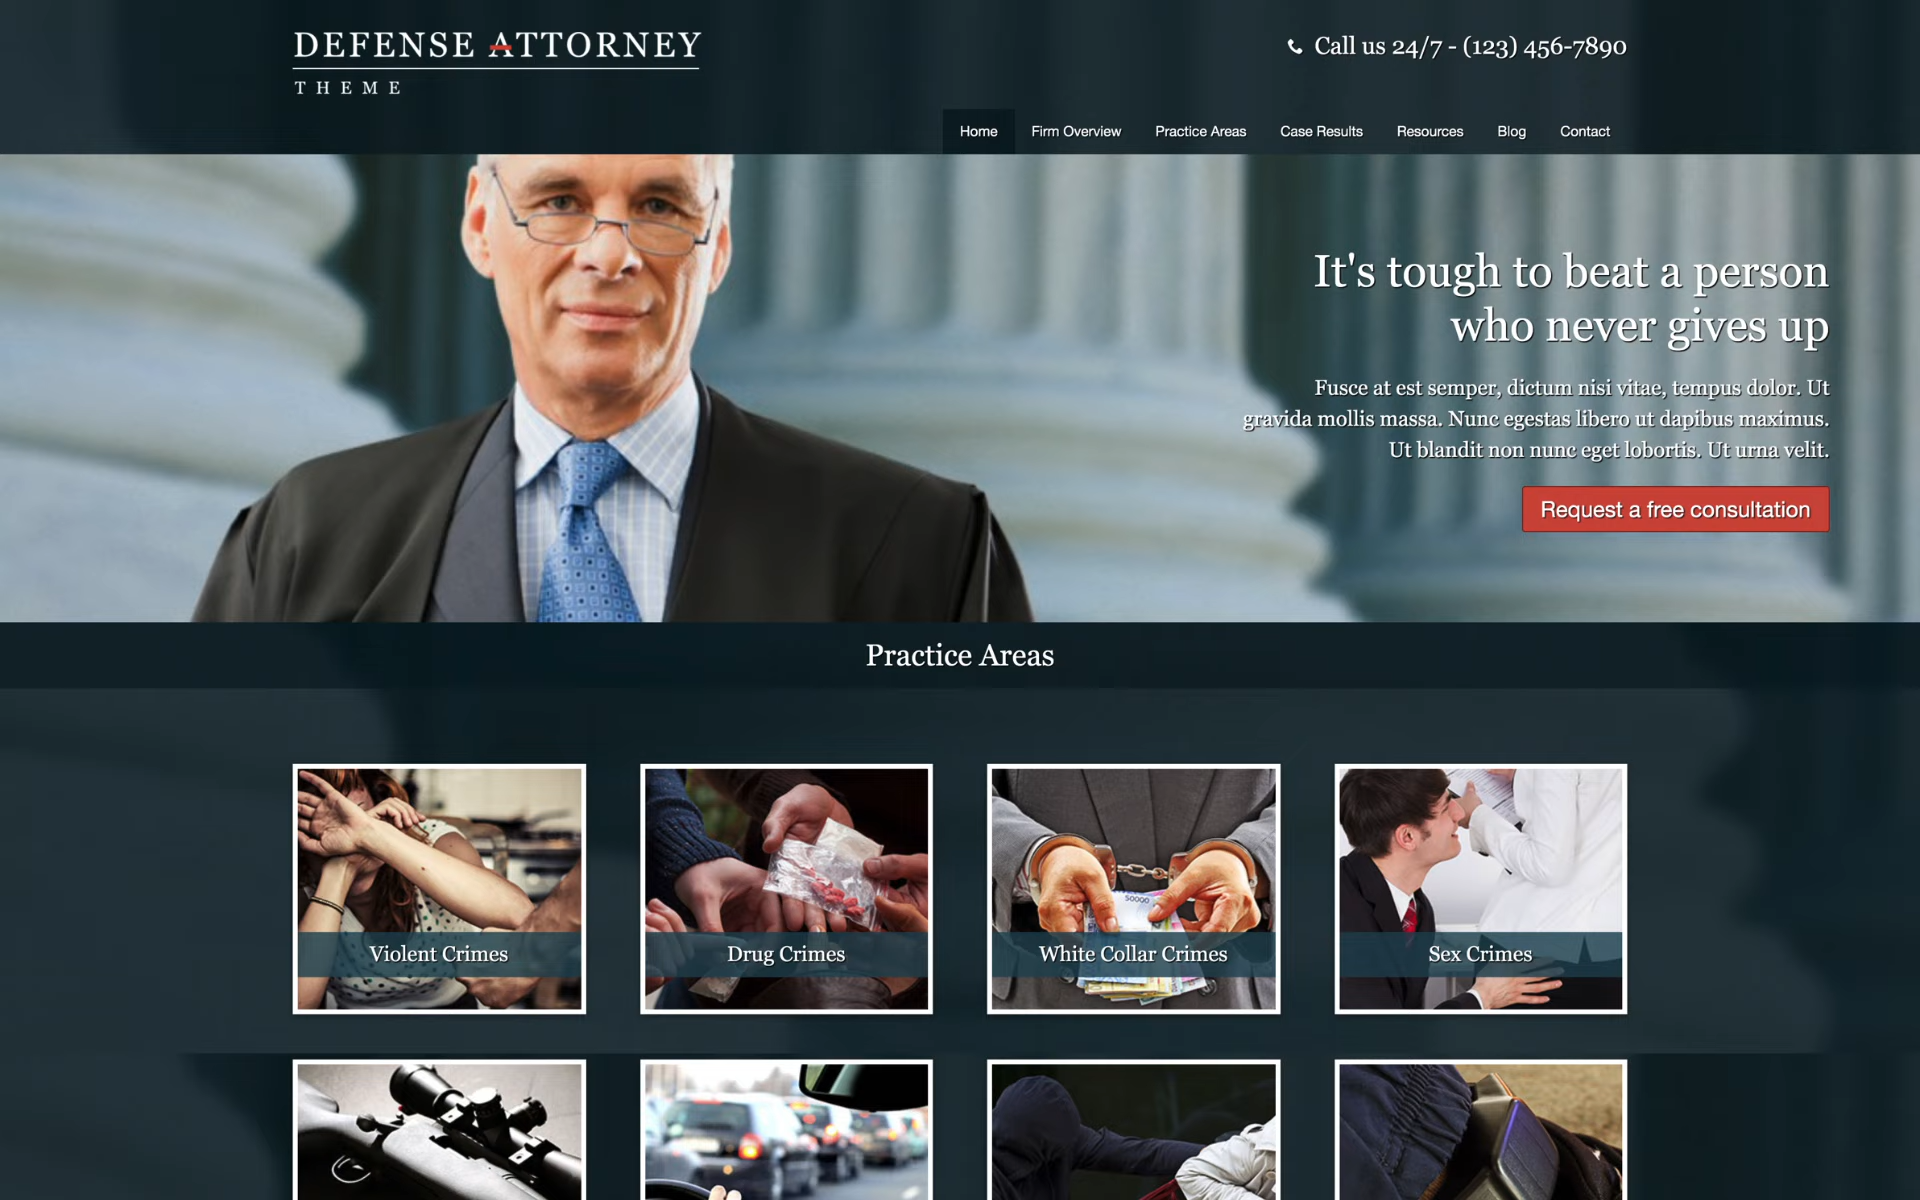 DEFENSE ATTORNEY
THEME
Call us 24/7 - (123) 456-7890
Home Firm Overview Practice Areas Case Results Resources Blog Contact
It's tough to beat a person
who never gives up
Fusce at est semper, dictum nisi vitae, tempus dolor. Ut
gravida mollis massa. Nunc egestas libero ut dapibus maximus.
Ut blandit non nunc eget lobortis. Ut urna velit.
Request a free consultation
Practice Areas
50000
Violent Crimes
Drug Crimes
White Collar Crimes
Sex Crimes